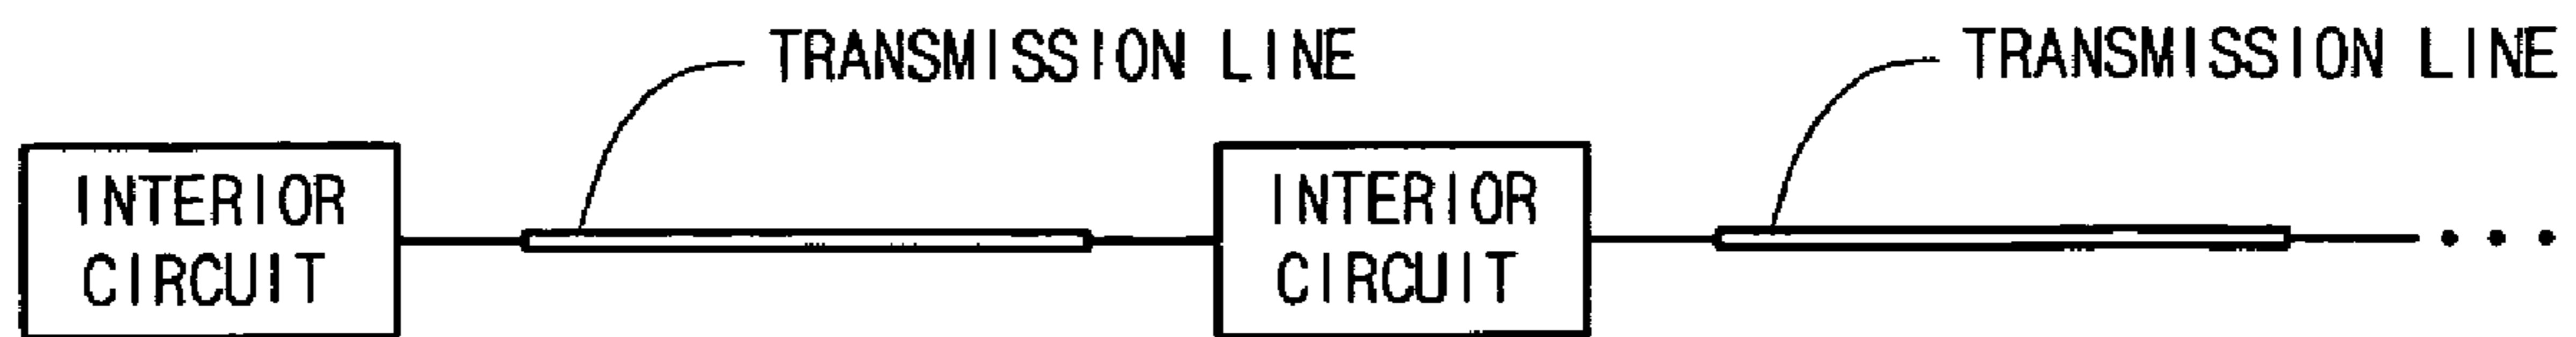 TRANSMISSION LINE
TRANSMISSION LINE
INTERIOR
CIRCUIT
INTERIOR
CIRCUIT